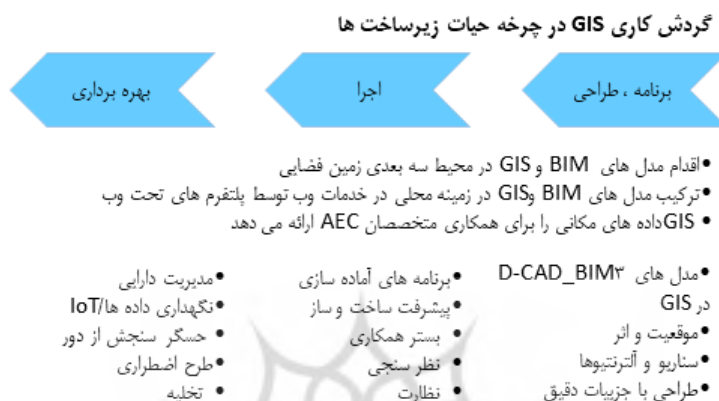 گردش کاری GIS در چرخه حیات زیرساخت ها
برنامه ، طراحی
اجرا
بهره برداری
•اقدام مدل های BIM و GIS در محیط سه بعدی زمین فضایی
•ترکیب مدل های BIM وGIS در زمینه محلی در خدمات وب توسط پلتفرم های تحت وب
• GISداده های مکانی را برای همکاری متخصصان AEC ارائه می دهد
•مدل های ۳D-CAD_BIM
در GIS
•موقعیت و اثر
•سناریو و آلترنتیوها
•طراحی با جزییات دقیق
•برنامه های آماده سازی
•پیشرفت ساخت و ساز
• بستر همکاری
• نظر سنجی
• نظارت
•مدیریت دارایی
•نگهداری داده ها/IoT
• حسگر سنجش از دور
•طرح اضطراری
• تخلیه